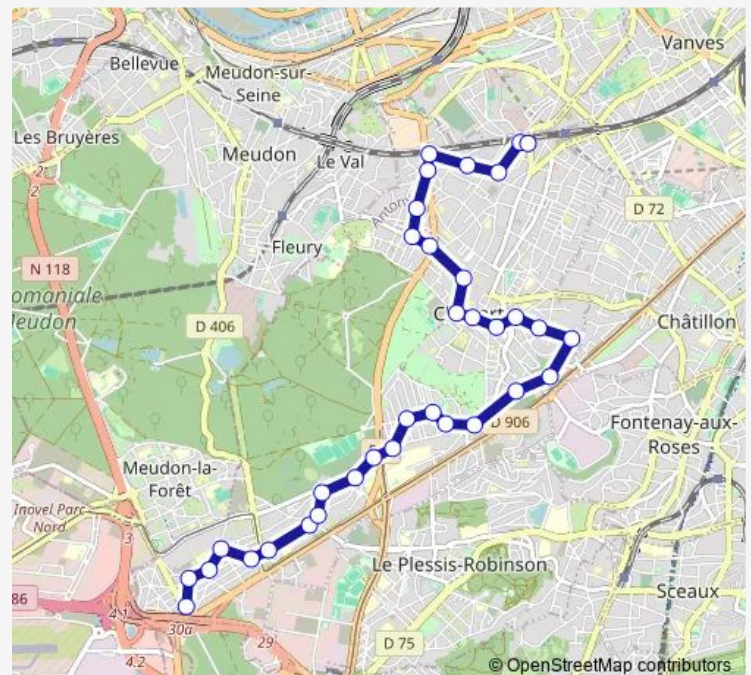 Vanves
Bellevue
Meudon-sur-
Seine
Les Bruyères
Meudon
Le Val
D 72
Fleury
N 118
D 406
Châtillon
D 906
Fontenay-aux-
Roses
Meudon-la-
Forêt
Inovel Parc
Nord
3
Le Plessis-Robinson
Sceaux
86
4.1
30a
29
D 75
4.2
© OpenStreetMap contributors